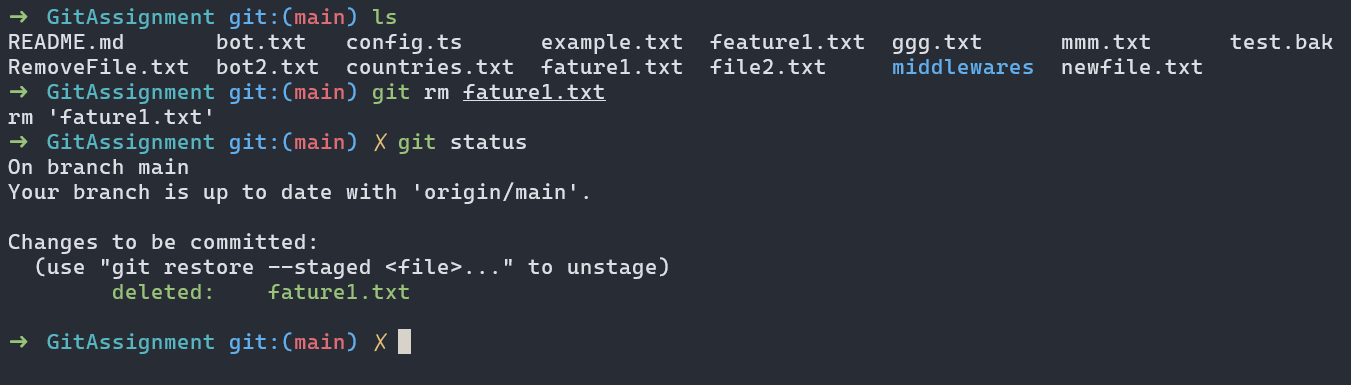 ➜ GitAssignment git:(main) ls
README.md       bot.txt   config.ts      example.txt  feature1.txt  ggg.txt      mmm.txt      test.bak
RemoveFile.txt  bot2.txt  countries.txt  fature1.txt  file2.txt     middlewares  newfile.txt
➜ GitAssignment git:(main) git rm fature1.txt
rm 'fature1.txt'
➜ GitAssignment git:(main) ✗ git status
On branch main
Your branch is up to date with 'origin/main'.
Changes to be committed:
  (use "git restore --staged <file>..." to unstage)
        deleted:    fature1.txt
➜ GitAssignment git:(main) ✗